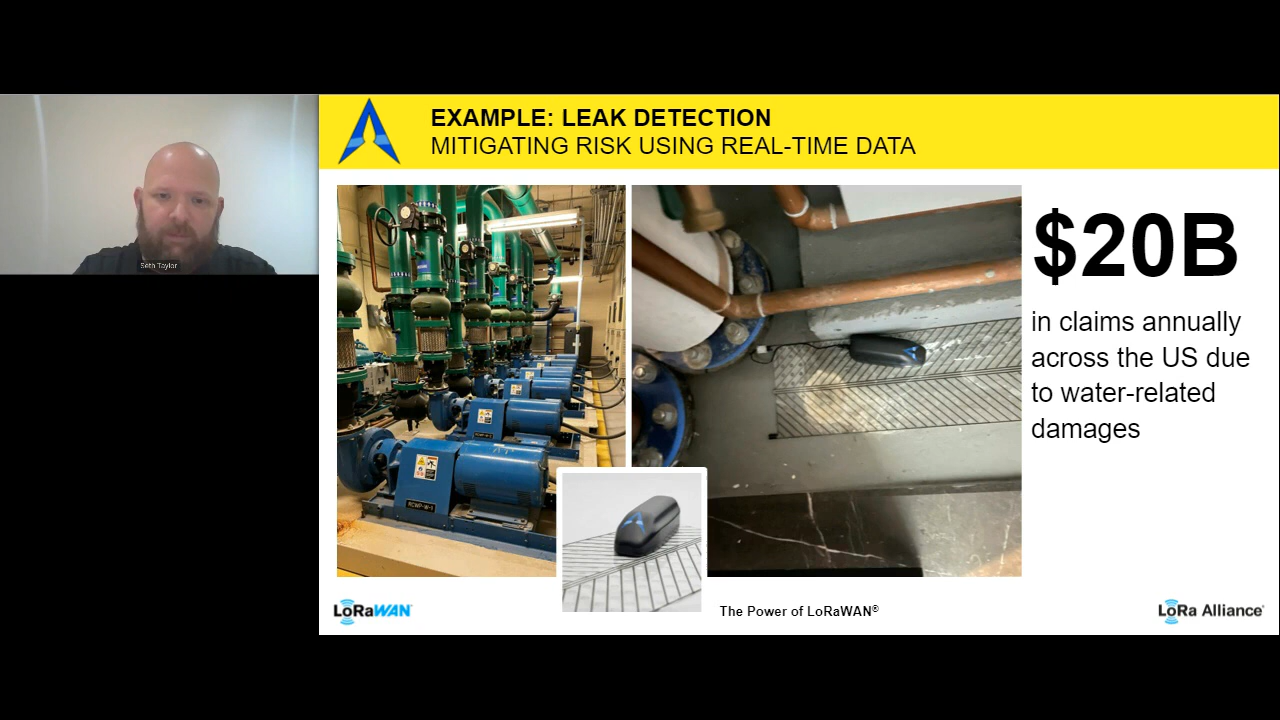 EXAMPLE: LEAK DETECTION
MITIGATING RISK USING REAL-TIME DATA
Seth Taylor
$20B
in claims annually
across the US due
to water-related
damages
LoRaWAN
The Power of LoRaWAN®
LoRa Alliance